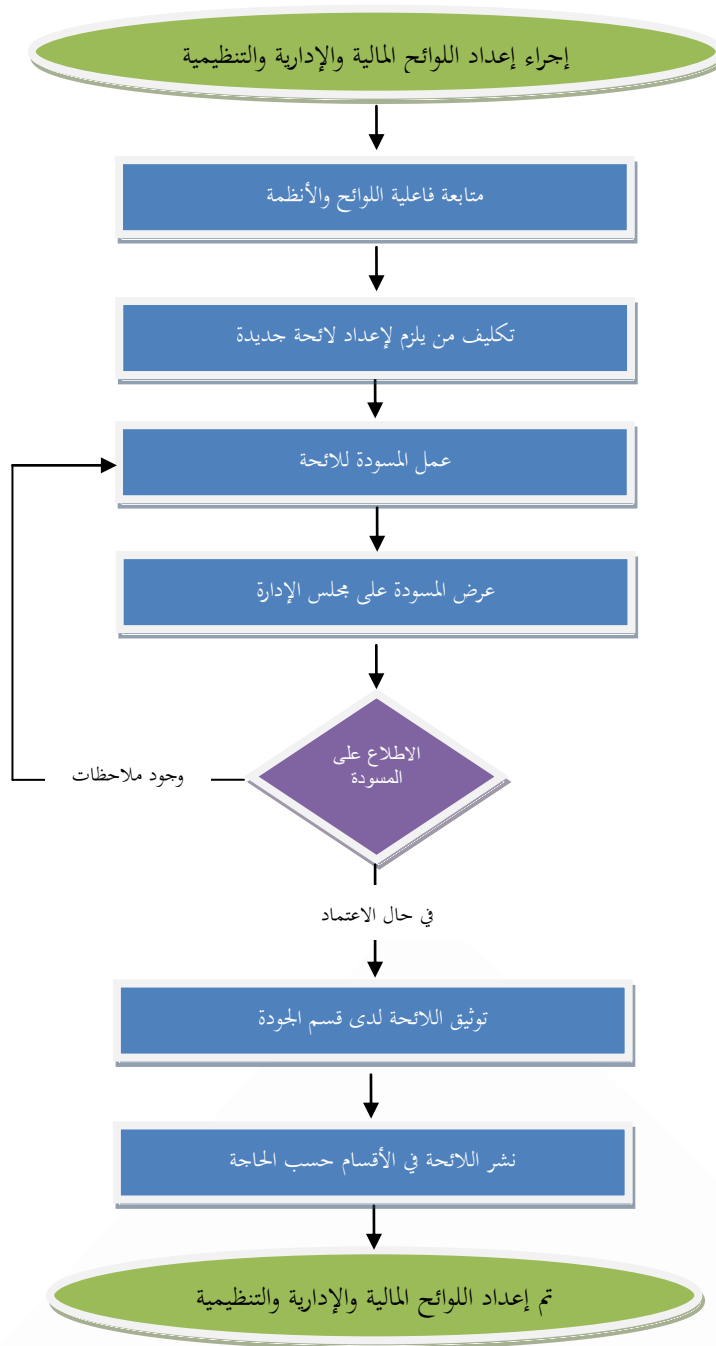 إجراء إعداد اللوائح المالية والإدارية والتنظيمية
متابعة فاعلية اللوائح والأنظمة
تكليف من يلزم لإعداد لائحة جديدة
عمل المسودة للائحة
عرض المسودة على مجلس الإدارة
الاطلاع على
المسودة
وجود ملاحظات
في حال الاعتماد
توثيق اللائحة لدى قسم الجودة
نشر اللائحة في الأقسام حسب الحاجة
تم إعداد اللوائح المالية والإدارية والتنظيمية